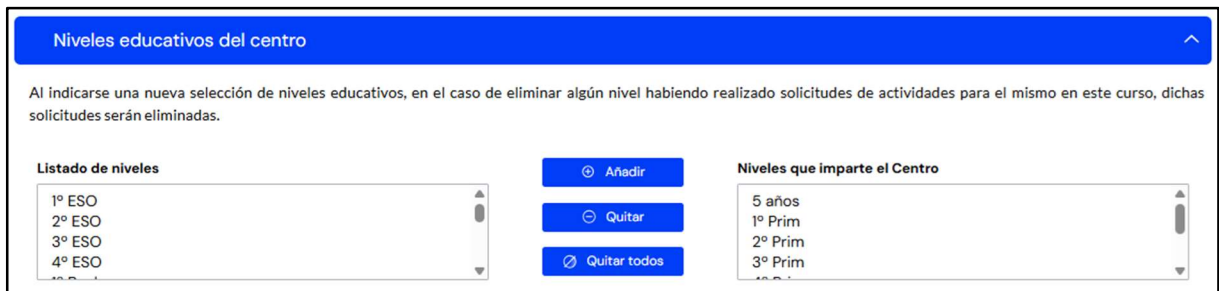 Niveles educativos del centro
Al indicarse una nueva selección de niveles educativos, en el caso de eliminar algún nivel habiendo realizado solicitudes de actividades para el mismo en este curso, dichas
solicitudes serán eliminadas.
Listado de niveles
1º ESO
2º ESO
3º ESO
4º ESO
Añadir
Quitar
Quitar todos
Niveles que imparte el Centro
5 años
1º Prim
2º Prim
3º Prim